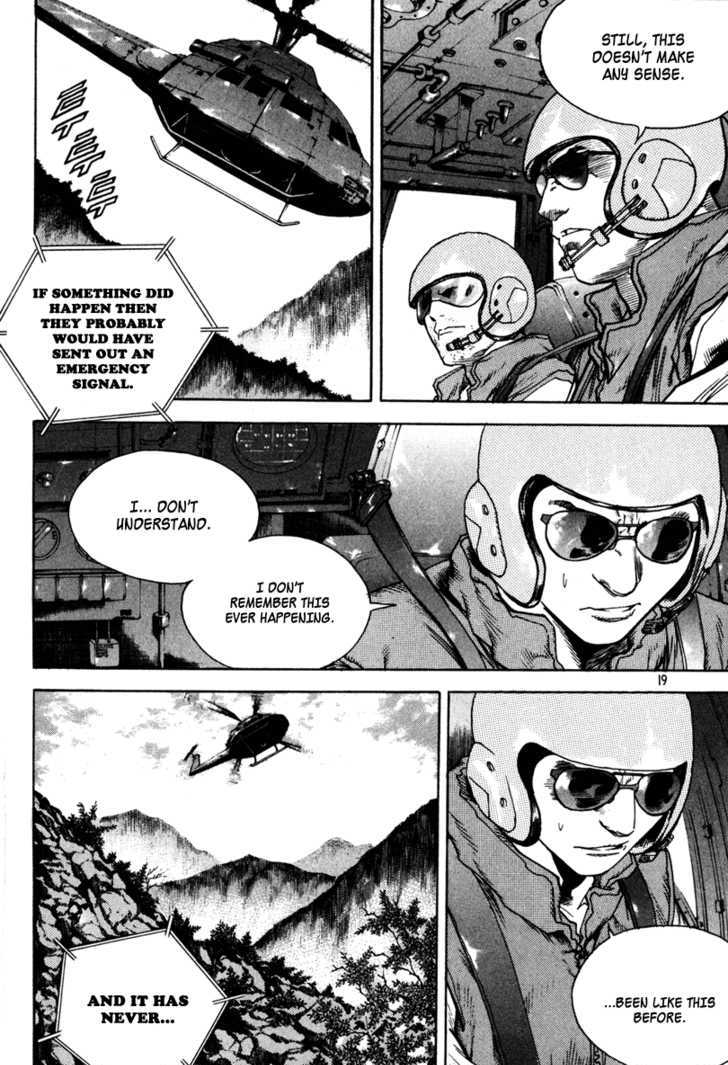 IF SOMETHING DID
HAPPEN THEN
THEY PROBABLY
WOULD HAVE
SENT OUT AN
EMERGENCY
SIGNAL.
STILL, THIS
DOESN'T MAKE
ANY SENSE.
I... DON'T
UNDERSTAND.
I DON'T
REMEMBER THIS
EVER HAPPENING.
19
AND IT HAS
NEVER...
...BEEN LIKE THIS
BEFORE.